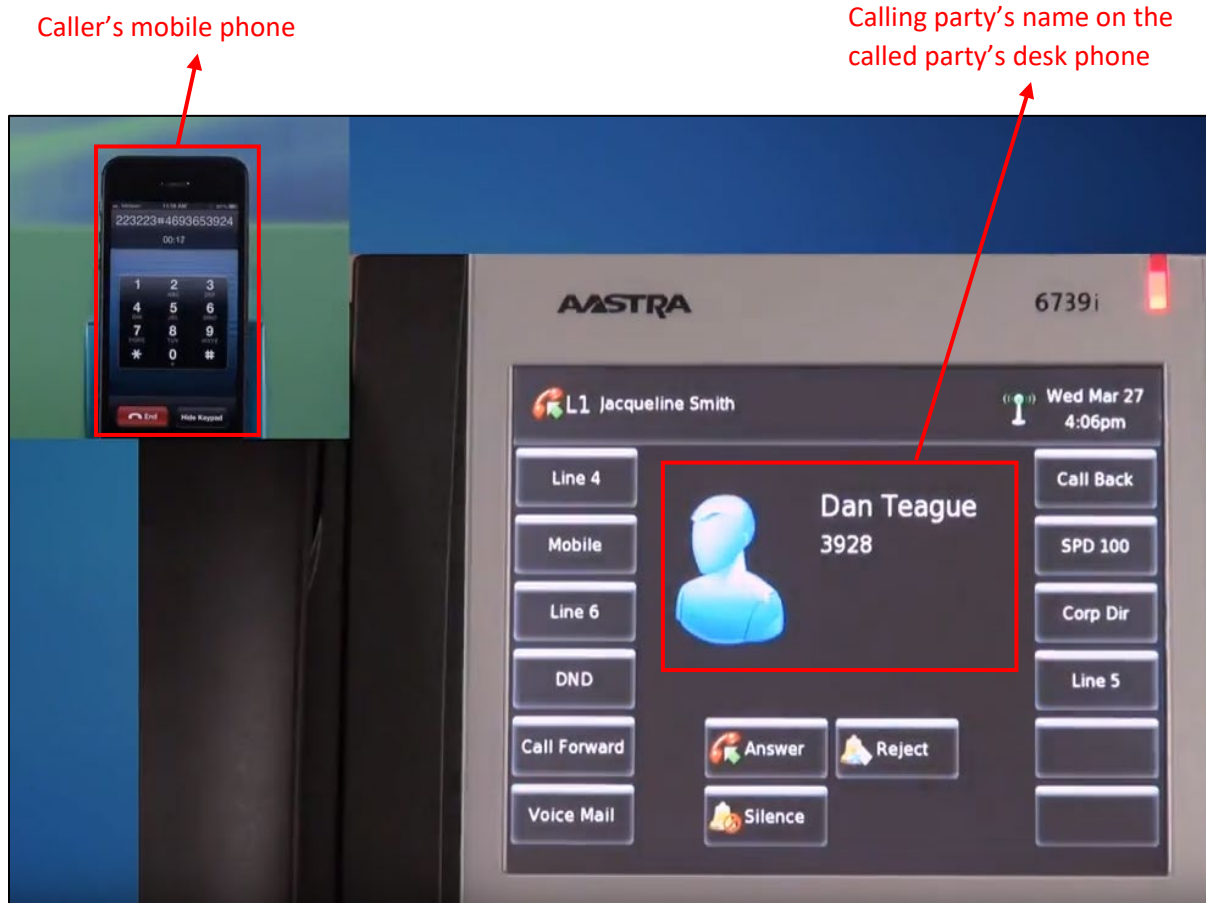 Caller’s mobile phone
Calling party’s name on the
called party’s desk phone
223223#4693653924
00:12
1 2 3
4 5 6
7 8 9
* 0 #
End
Hide Keypad
AASTRA
6739i
L1 Jacqueline Smith
Wed Mar 27
4:06pm
Line 4
Mobile
Line 6
DND
Call Forward
Voice Mail
Dan Teague
3928
Answer
Reject
Silence
Call Back
SPD 100
Corp Dir
Line 5